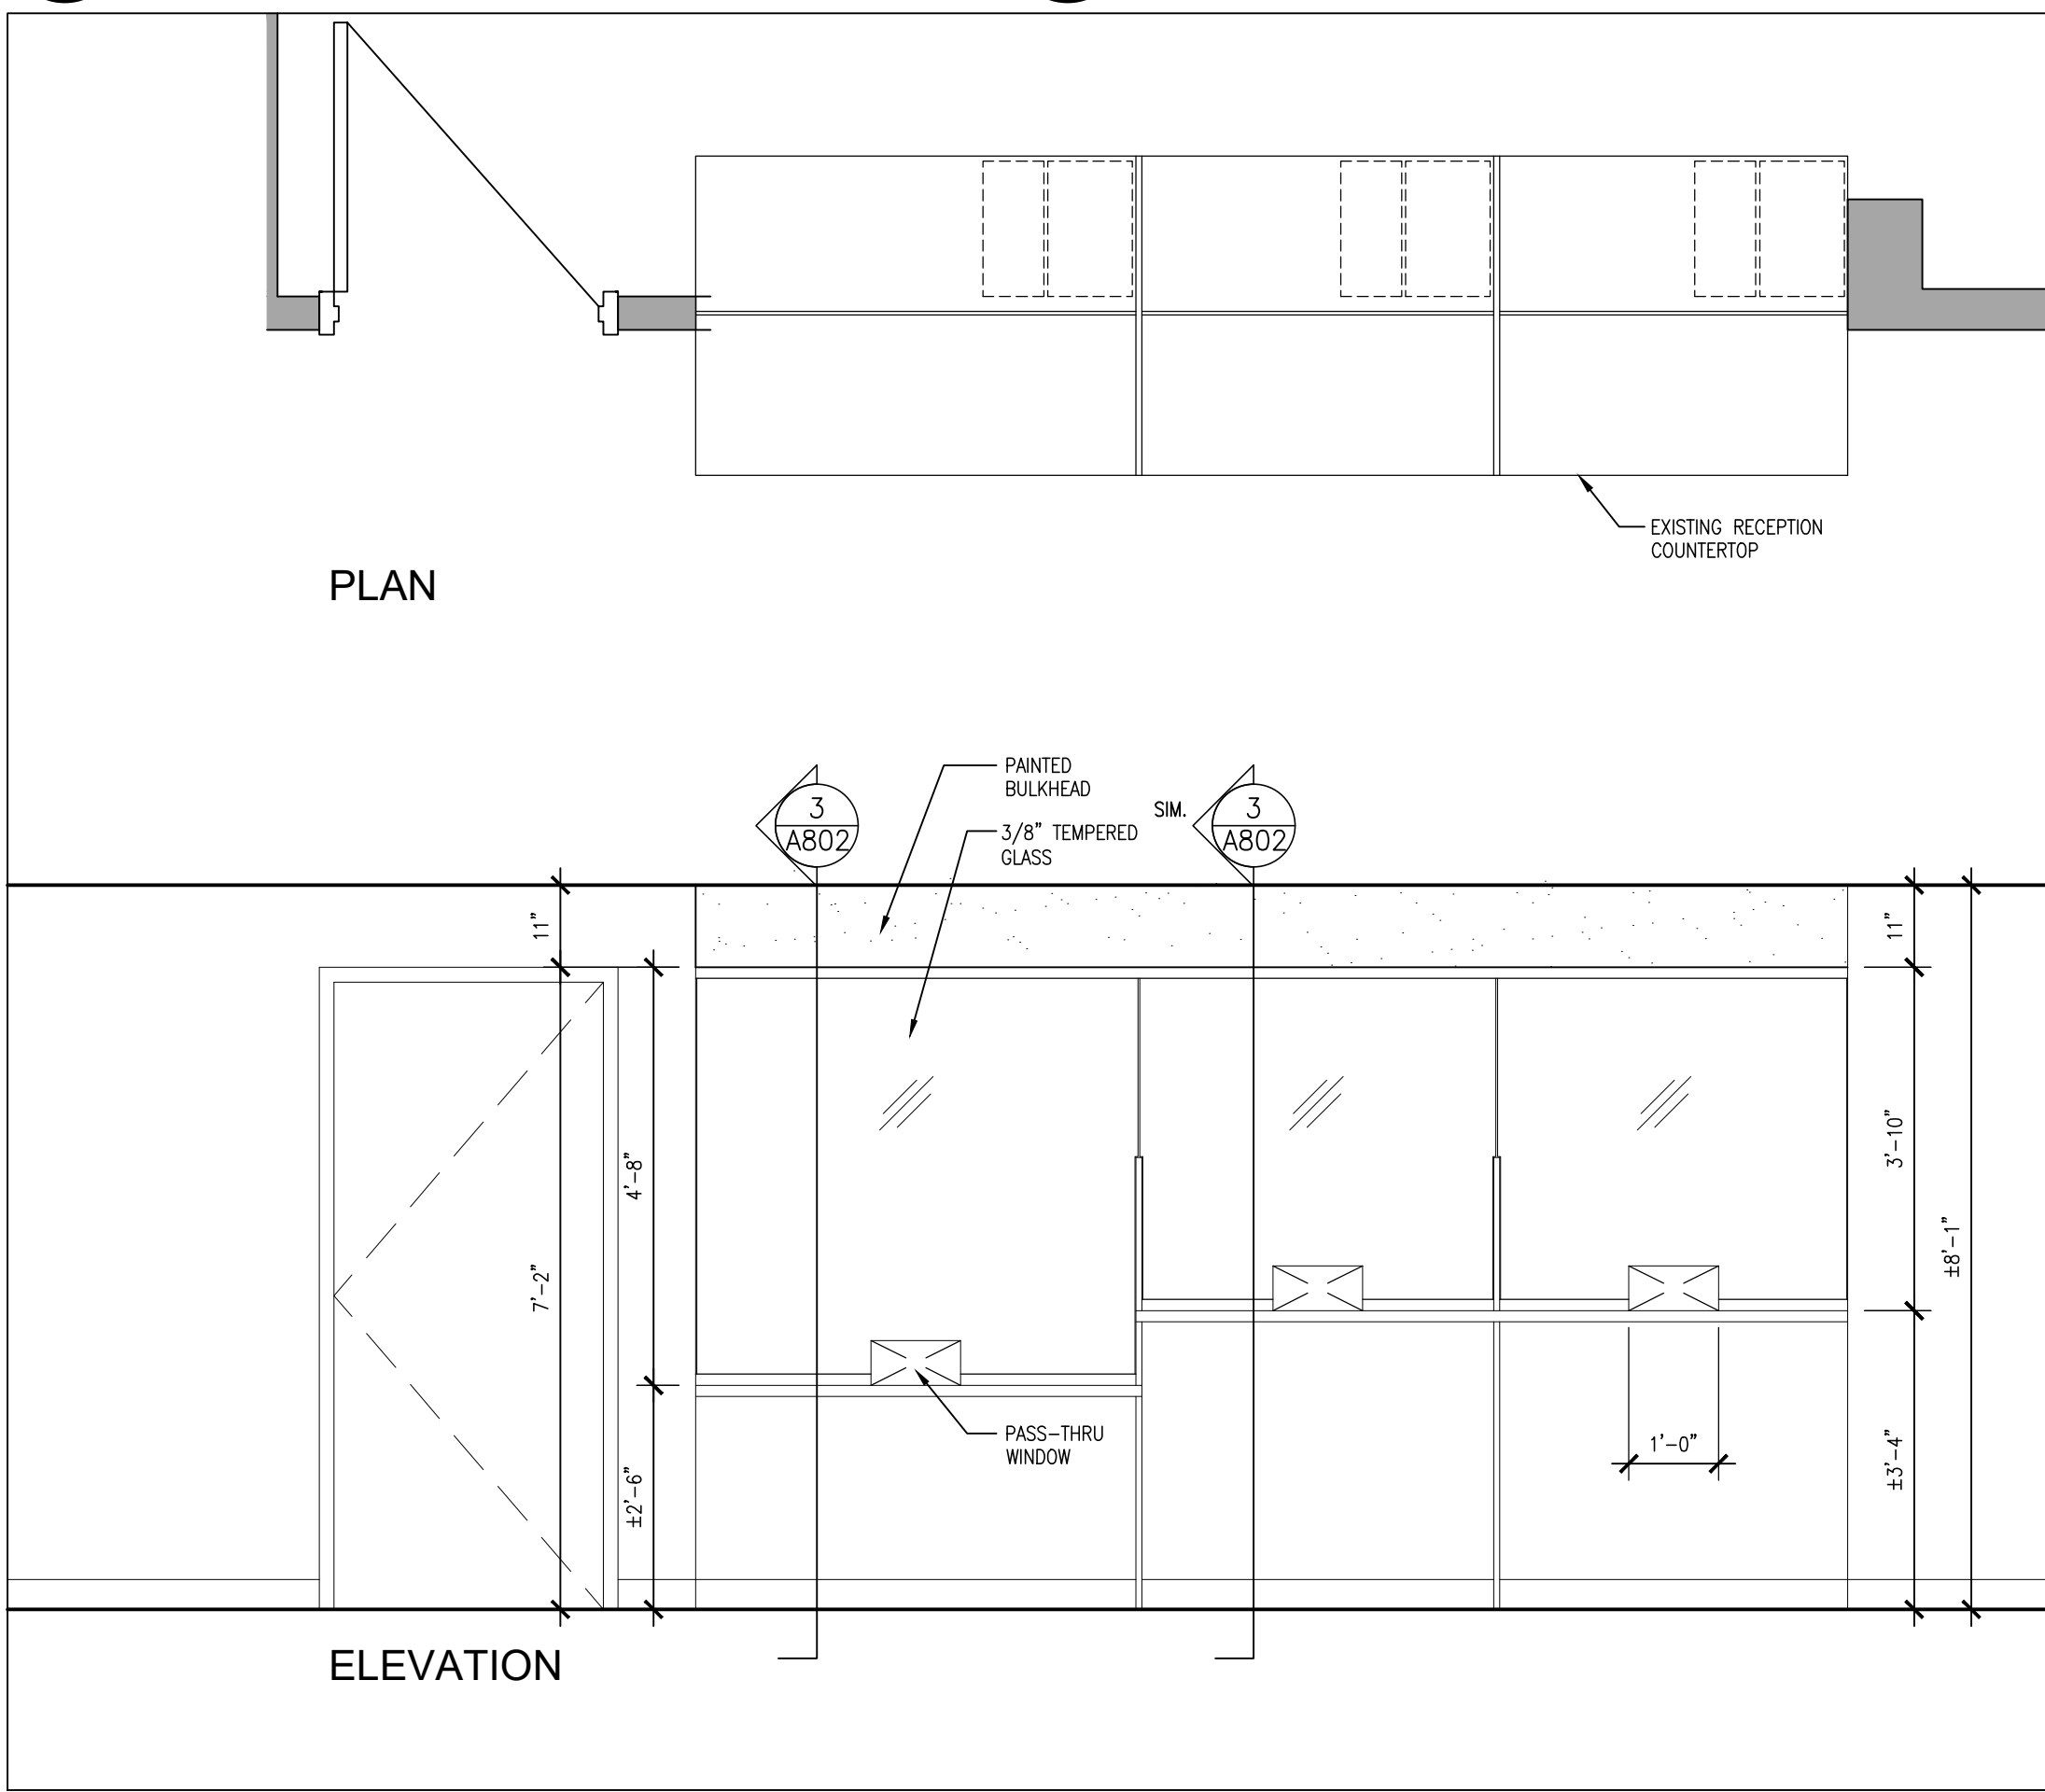 EXISTING RECEPTION
COUNTERTOP
PLAN
PAINTED
BULKHEAD
3/8" TEMPERED
GLASS
3
A802
SIM.
3
A802
11"
11"
4'-8"
7'-2"
±2'-6"
3'-10"
±8'-1"
±3'-4"
1'-0"
PASS-THRU
WINDOW
ELEVATION